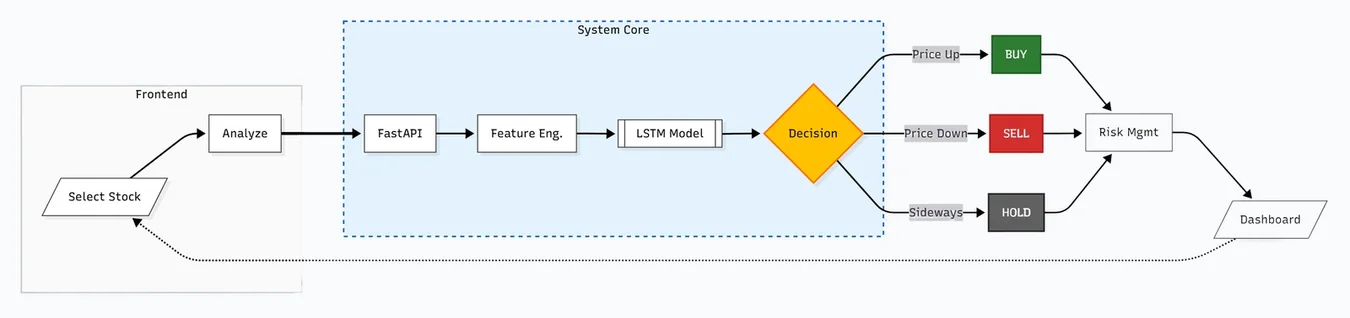 System Core
Frontend
Select Stock
Analyze
FastAPI
Feature Eng.
LSTM Model
Decision
Price Up
BUY
Price Down
SELL
Sideways
HOLD
Risk Mgmt
Dashboard